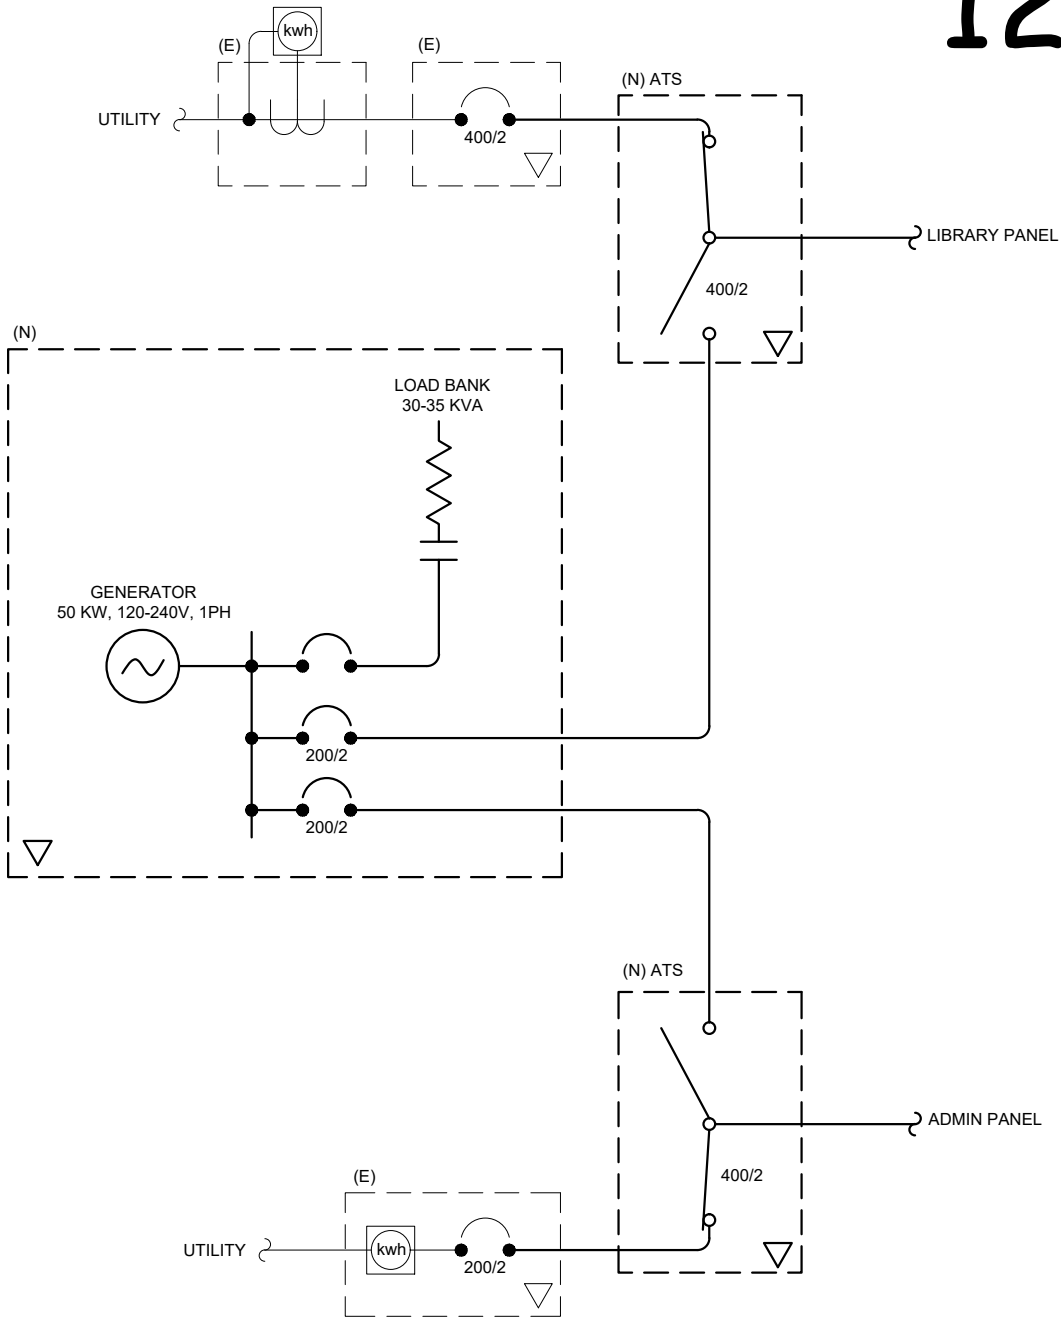 12
kwh
(E)
(E)
UTILITY
400/2
(N) ATS
LIBRARY PANEL
400/2
(N)
LOAD BANK
30-35 KVA
GENERATOR
50 KW, 120-240V, 1PH
200/2
200/2
(N) ATS
ADMIN PANEL
400/2
(E)
UTILITY
kwh
200/2